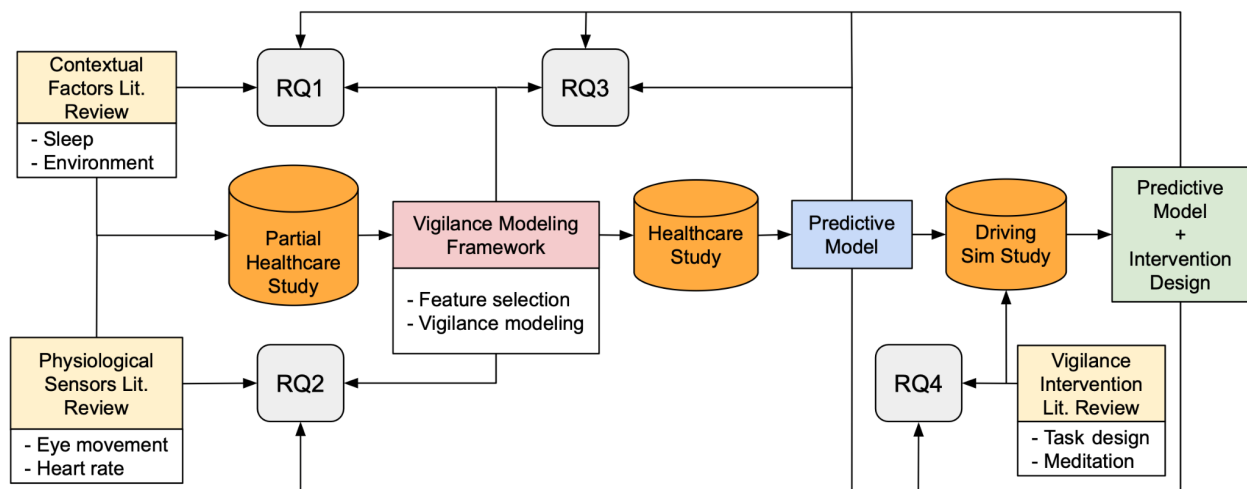 Contextual
Factors Lit.
Review
- Sleep
- Environment
RQ1
RQ3
Partial
Healthcare
Study
Vigilance Modeling
Framework
- Feature selection
- Vigilance modeling
Healthcare
Study
Predictive
Model
Driving
Sim Study
Predictive
Model
+
Intervention
Design
Physiological
Sensors Lit.
Review
- Eye movement
- Heart rate
RQ2
RQ4
Vigilance
Intervention
Lit. Review
- Task design
- Meditation